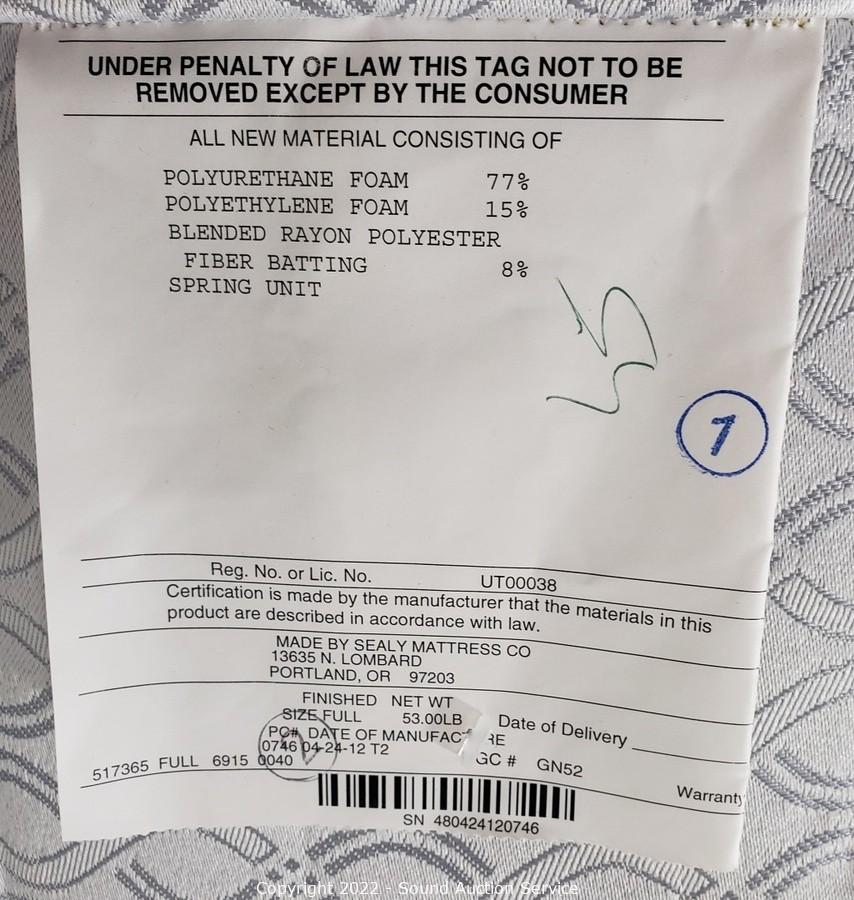 UNDER PENALTY OF LAW THIS TAG NOT TO BE
REMOVED EXCEPT BY THE CONSUMER
ALL NEW MATERIAL CONSISTING OF
POLYURETHANE FOAM 77%
POLYETHYLENE FOAM 15%
BLENDED RAYON POLYESTER
FIBER BATTING 8%
SPRING UNIT
7
Reg. No. or Lic. No. UT00038
Certification is made by the manufacturer that the materials in this
product are described in accordance with law.
MADE BY SEALY MATTRESS CO
13635 N. LOMBARD
PORTLAND, OR 97203
FINISHED NET WT
SIZE FULL 53.00LB Date of Delivery
PC# DATE OF MANUFAC RE
0746 04-24-12 T2 GC # GN52
517365 FULL 6915 0040 Warranty
SN 480424120746
Copyright 2022 - Sound Auction Service